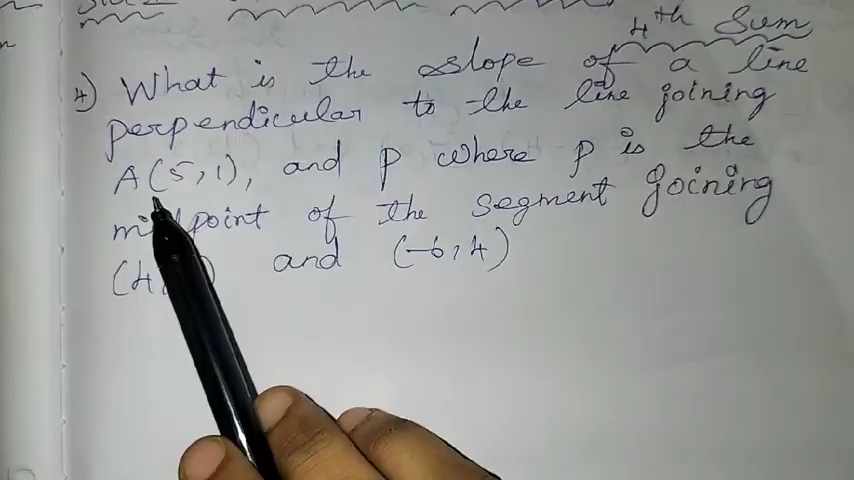 4th Sum
4) What is the slope of a line
perpendicular to the line joining
A(5,1), and p where p is the
midpoint of the segment joining
(4, ) and (-6,4)